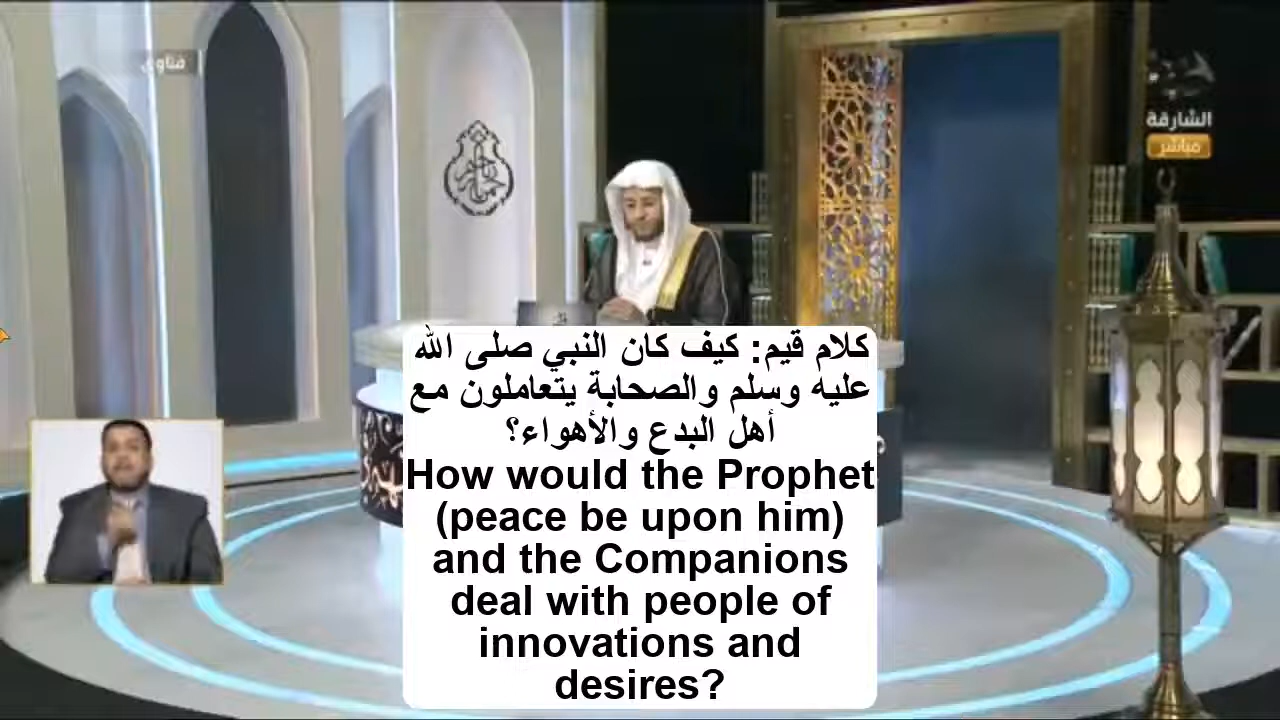 فتاوى
الشارقة
مباشر
كلام قيم: كيف كان النبي صلى الله
عليه وسلم والصحابة يتعاملون مع
أهل البدع والأهواء؟
How would the Prophet
(peace be upon him)
and the Companions
deal with people of
innovations and
desires?